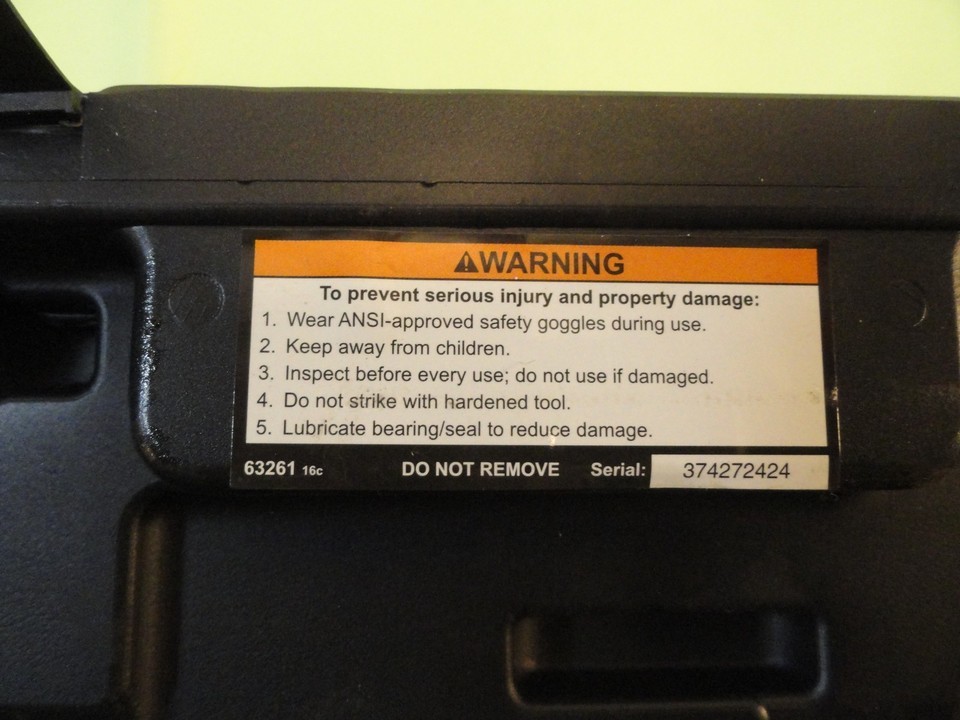 ⚠WARNING
To prevent serious injury and property damage:
1. Wear ANSI-approved safety goggles during use.
2. Keep away from children.
3. Inspect before every use; do not use if damaged.
4. Do not strike with hardened tool.
5. Lubricate bearing/seal to reduce damage.
63261 16c DO NOT REMOVE Serial: 374272424